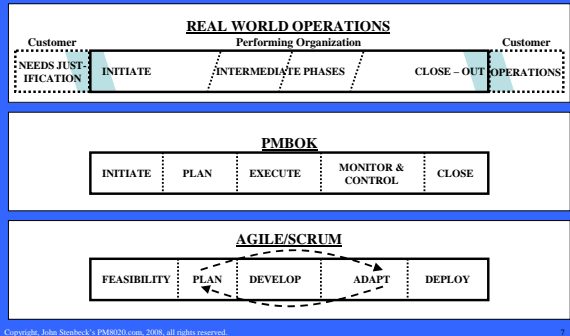 REAL WORLD OPERATIONS
Customer
Performing Organization
Customer
NEEDS JUST-
IFICATION
INITIATE
INTERMEDIATE PHASES
CLOSE – OUT
OPERATIONS
PMBOK
INITIATE
PLAN
EXECUTE
MONITOR &
CONTROL
CLOSE
AGILE/SCRUM
FEASIBILITY
PLAN
DEVELOP
ADAPT
DEPLOY
Copyright, John Stenbeck's PM8020.com, 2008, all rights reserved.
7